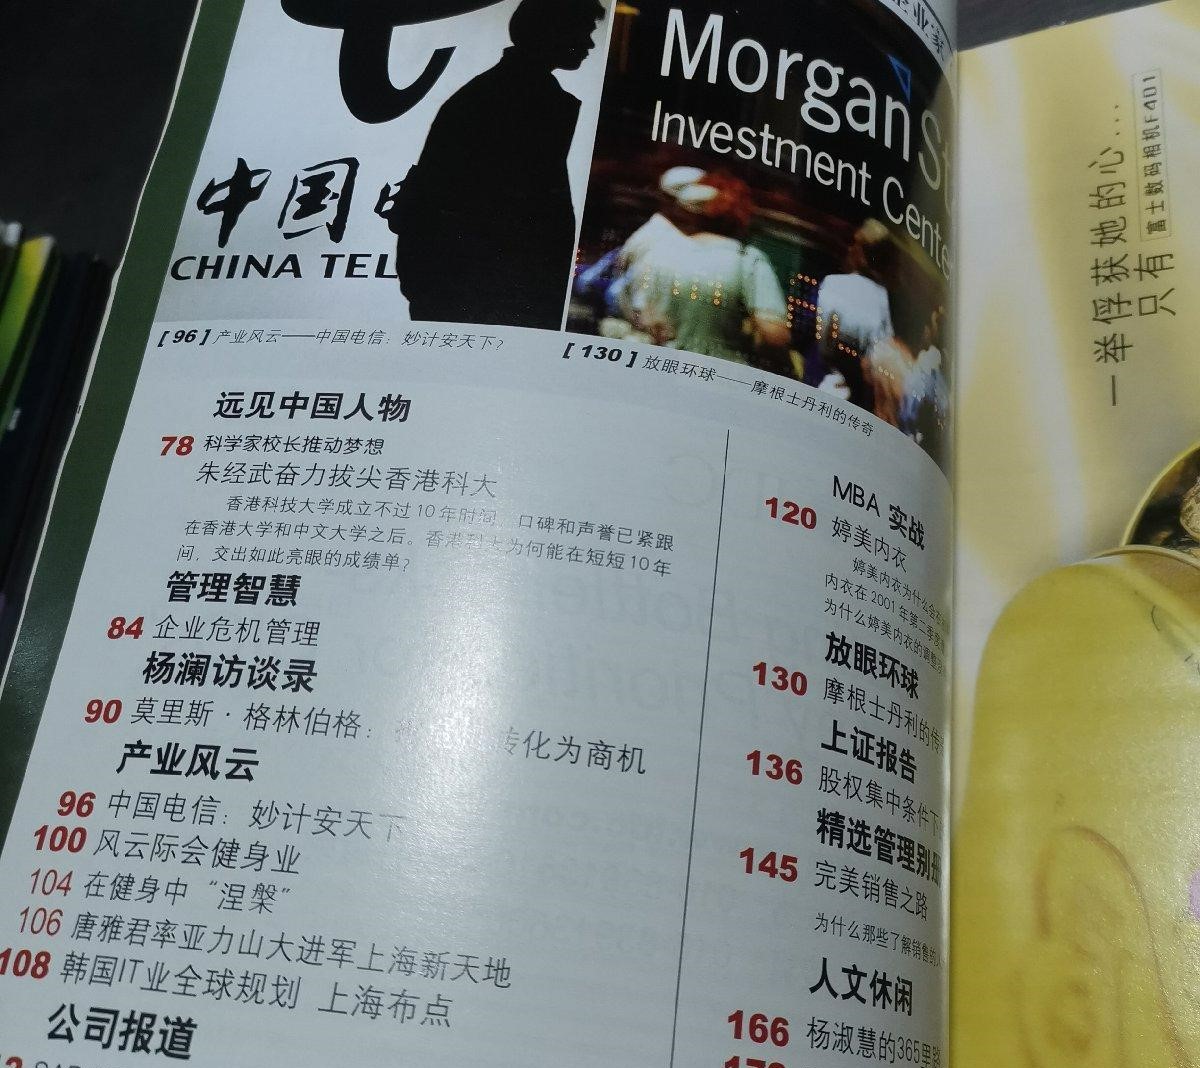 中国
CHINA TEL
Morgan
Investment Cente
[ 96 ] 产业风云——中国电信：妙计安天下？
[ 130 ] 放眼环球——摩根士丹利的传奇
远见中国人物
78 科学家校长推动梦想
朱经武奋力拔尖香港科大
香港科技大学成立不过10年时间，口碑和声誉已紧跟
在香港大学和中文大学之后。香港科大为何能在短短10年
间，交出如此亮眼的成绩单？
管理智慧
84 企业危机管理
杨澜访谈录
90 莫里斯·格林伯格： 转化为商机
产业风云
96 中国电信：妙计安天下
100 风云际会健身业
104 在健身中“涅槃”
106 唐雅君率亚力山大进军上海新天地
108 韩国IT业全球规划 上海布点
公司报道
MBA 实战
120 婷美内衣
婷美内衣为什么会在
内衣在2001年第二季度
为什么婷美内衣的调整
放眼环球
130 摩根士丹利的传
上证报告
136 股权集中条件下
精选管理别册
145 完美销售之路
为什么那些了解销售的人
人文休闲
166 杨淑慧的365里路
一举俘获她的心...
只有 富士数码相机F401